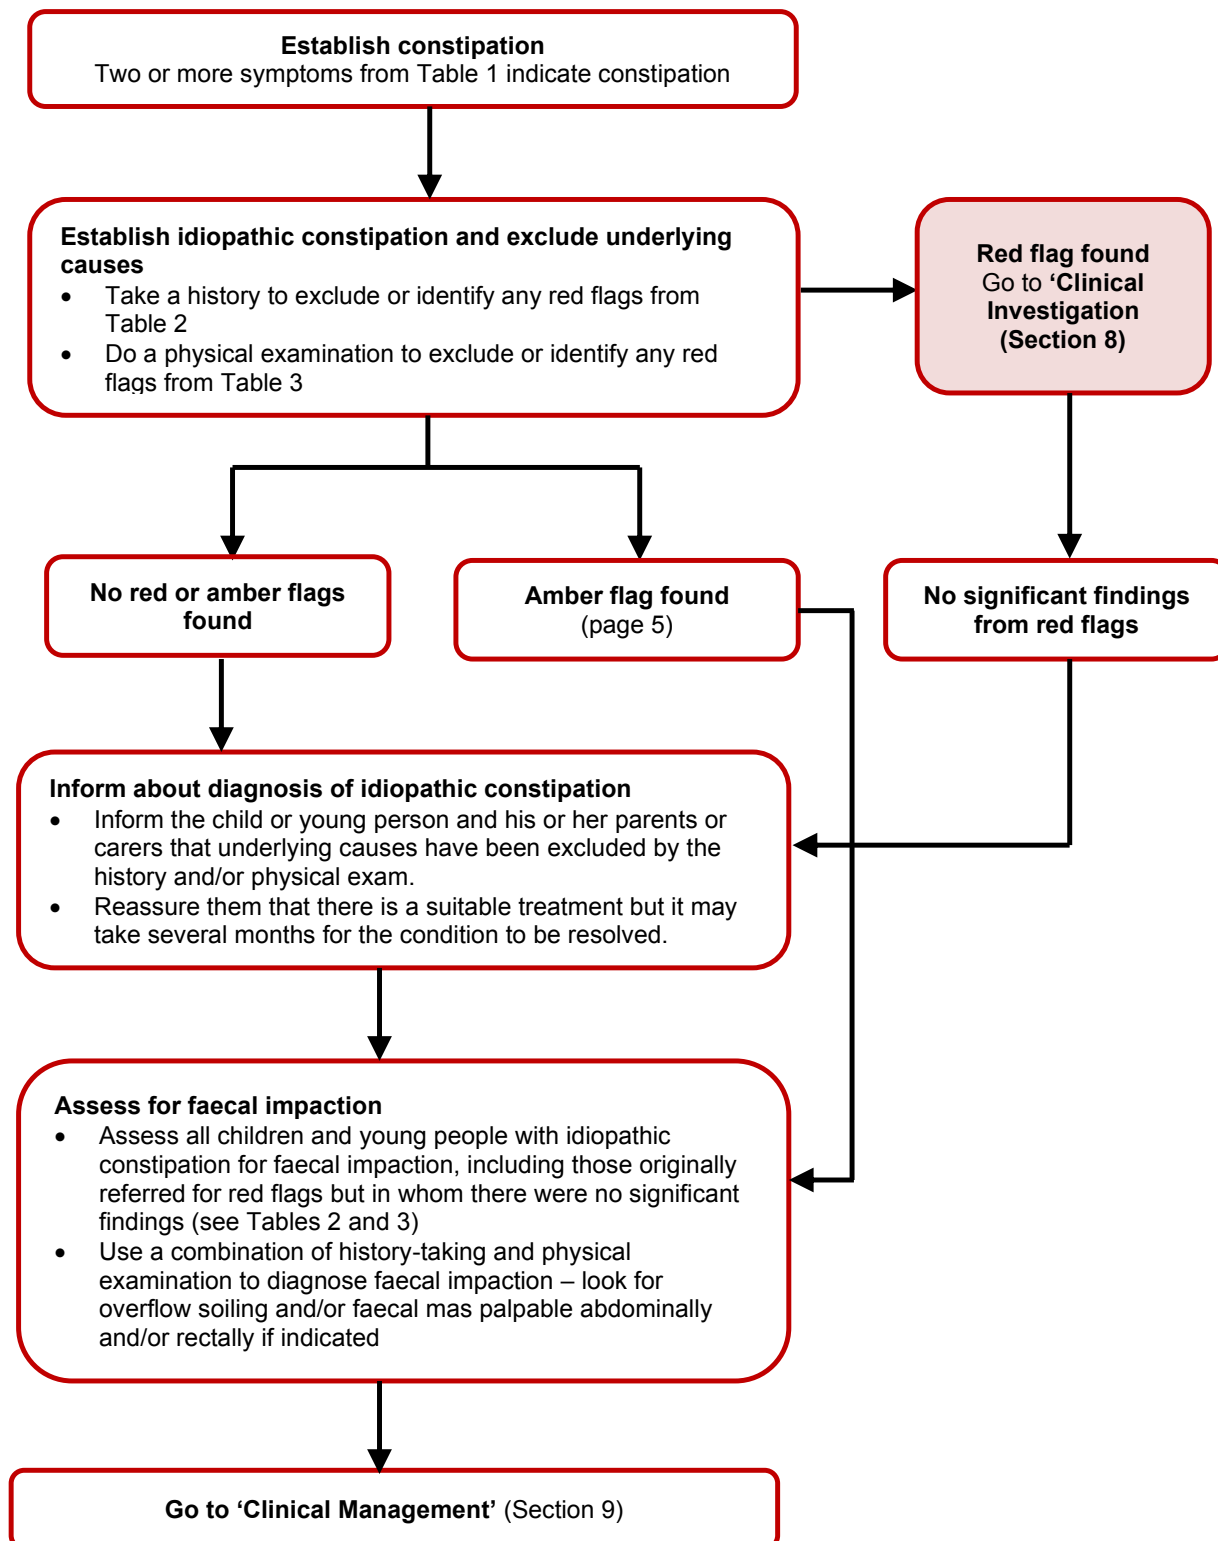 Establish constipation
Two or more symptoms from Table 1 indicate constipation
Establish idiopathic constipation and exclude underlying
causes
• Take a history to exclude or identify any red flags from
Table 2
• Do a physical examination to exclude or identify any red
flags from Table 3
Red flag found
Go to ‘Clinical
Investigation
(Section 8)
No red or amber flags
found
Amber flag found
(page 5)
No significant findings
from red flags
Inform about diagnosis of idiopathic constipation
• Inform the child or young person and his or her parents or
carers that underlying causes have been excluded by the
history and/or physical exam.
• Reassure them that there is a suitable treatment but it may
take several months for the condition to be resolved.
Assess for faecal impaction
• Assess all children and young people with idiopathic
constipation for faecal impaction, including those originally
referred for red flags but in whom there were no significant
findings (see Tables 2 and 3)
• Use a combination of history-taking and physical
examination to diagnose faecal impaction – look for
overflow soiling and/or faecal mas palpable abdominally
and/or rectally if indicated
Go to ‘Clinical Management’ (Section 9)